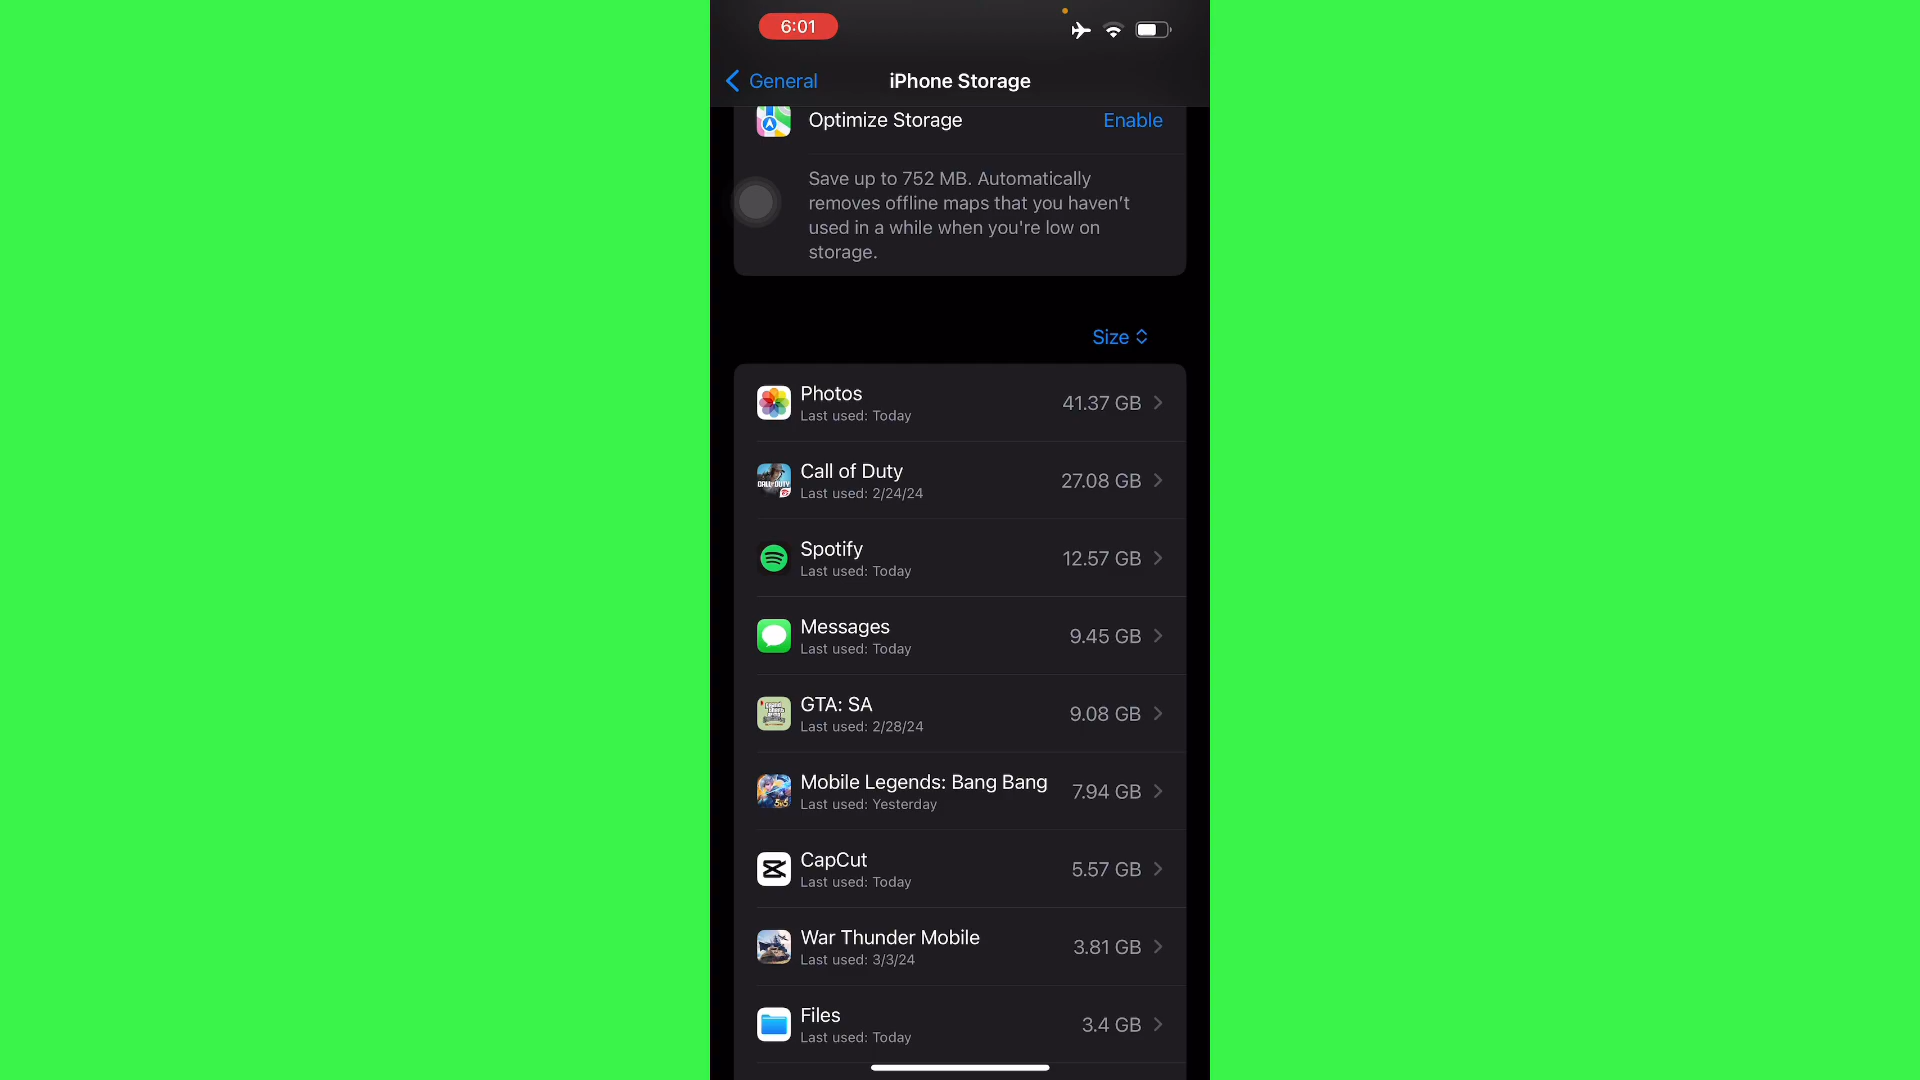 6:01
General
iPhone Storage
Optimize Storage
Enable
Save up to 752 MB. Automatically
removes offline maps that you haven't
used in a while when you're low on
storage.
Size
Photos
Last used: Today
41.37 GB
CALL OF DUTY
Call of Duty
Last used: 2/24/24
27.08 GB
Spotify
Last used: Today
12.57 GB
Messages
Last used: Today
9.45 GB
GTA: SA
Last used: 2/28/24
9.08 GB
5v5
Mobile Legends: Bang Bang
Last used: Yesterday
7.94 GB
CapCut
Last used: Today
5.57 GB
War Thunder Mobile
Last used: 3/3/24
3.81 GB
Files
Last used: Today
3.4 GB